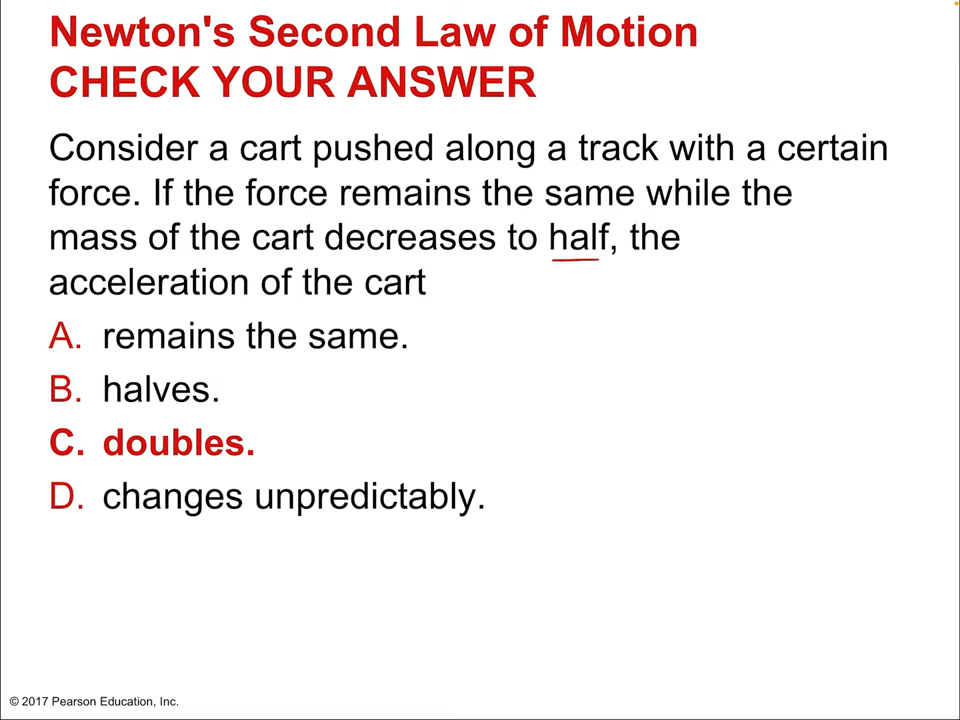 Newton's Second Law of Motion
CHECK YOUR ANSWER
Consider a cart pushed along a track with a certain
force. If the force remains the same while the
mass of the cart decreases to half, the
acceleration of the cart
A. remains the same.
B. halves.
C. doubles.
D. changes unpredictably.
© 2017 Pearson Education, Inc.